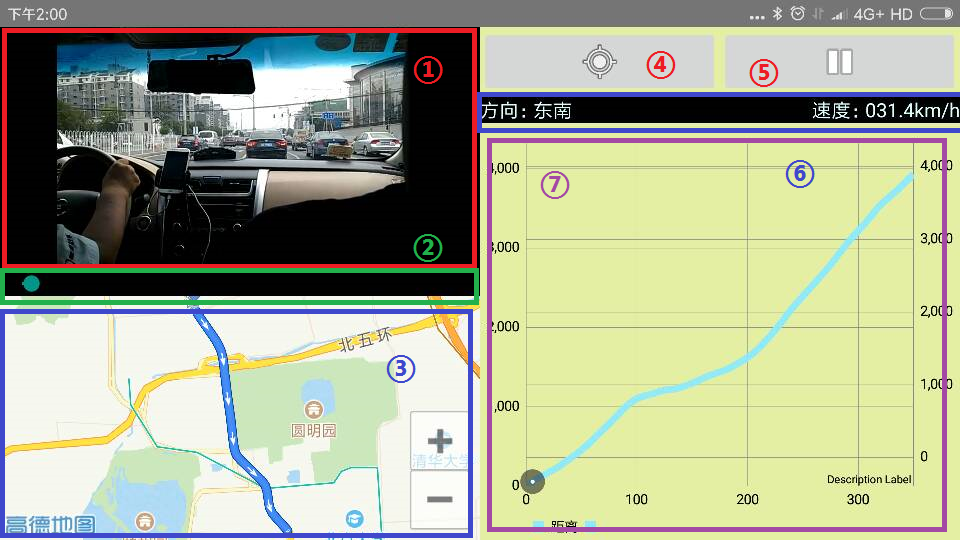 下午2:00
... 4G+ HD
①
④
⑤
方向: 东南
速度: 031.4km/h
②
⑦
⑥
4,000
4,000
3,000
3,000
2,000
2,000
1,000
1,000
0
0
Description Label
0
100
200
300
距离
北五环
③
圆明园
清华大学
高德地图